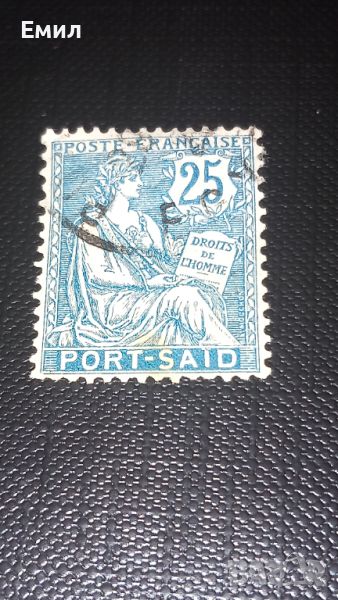 Емил
POSTE FRANÇAISE
25
DROITS
DE
L'HOMME
PORT-SAID